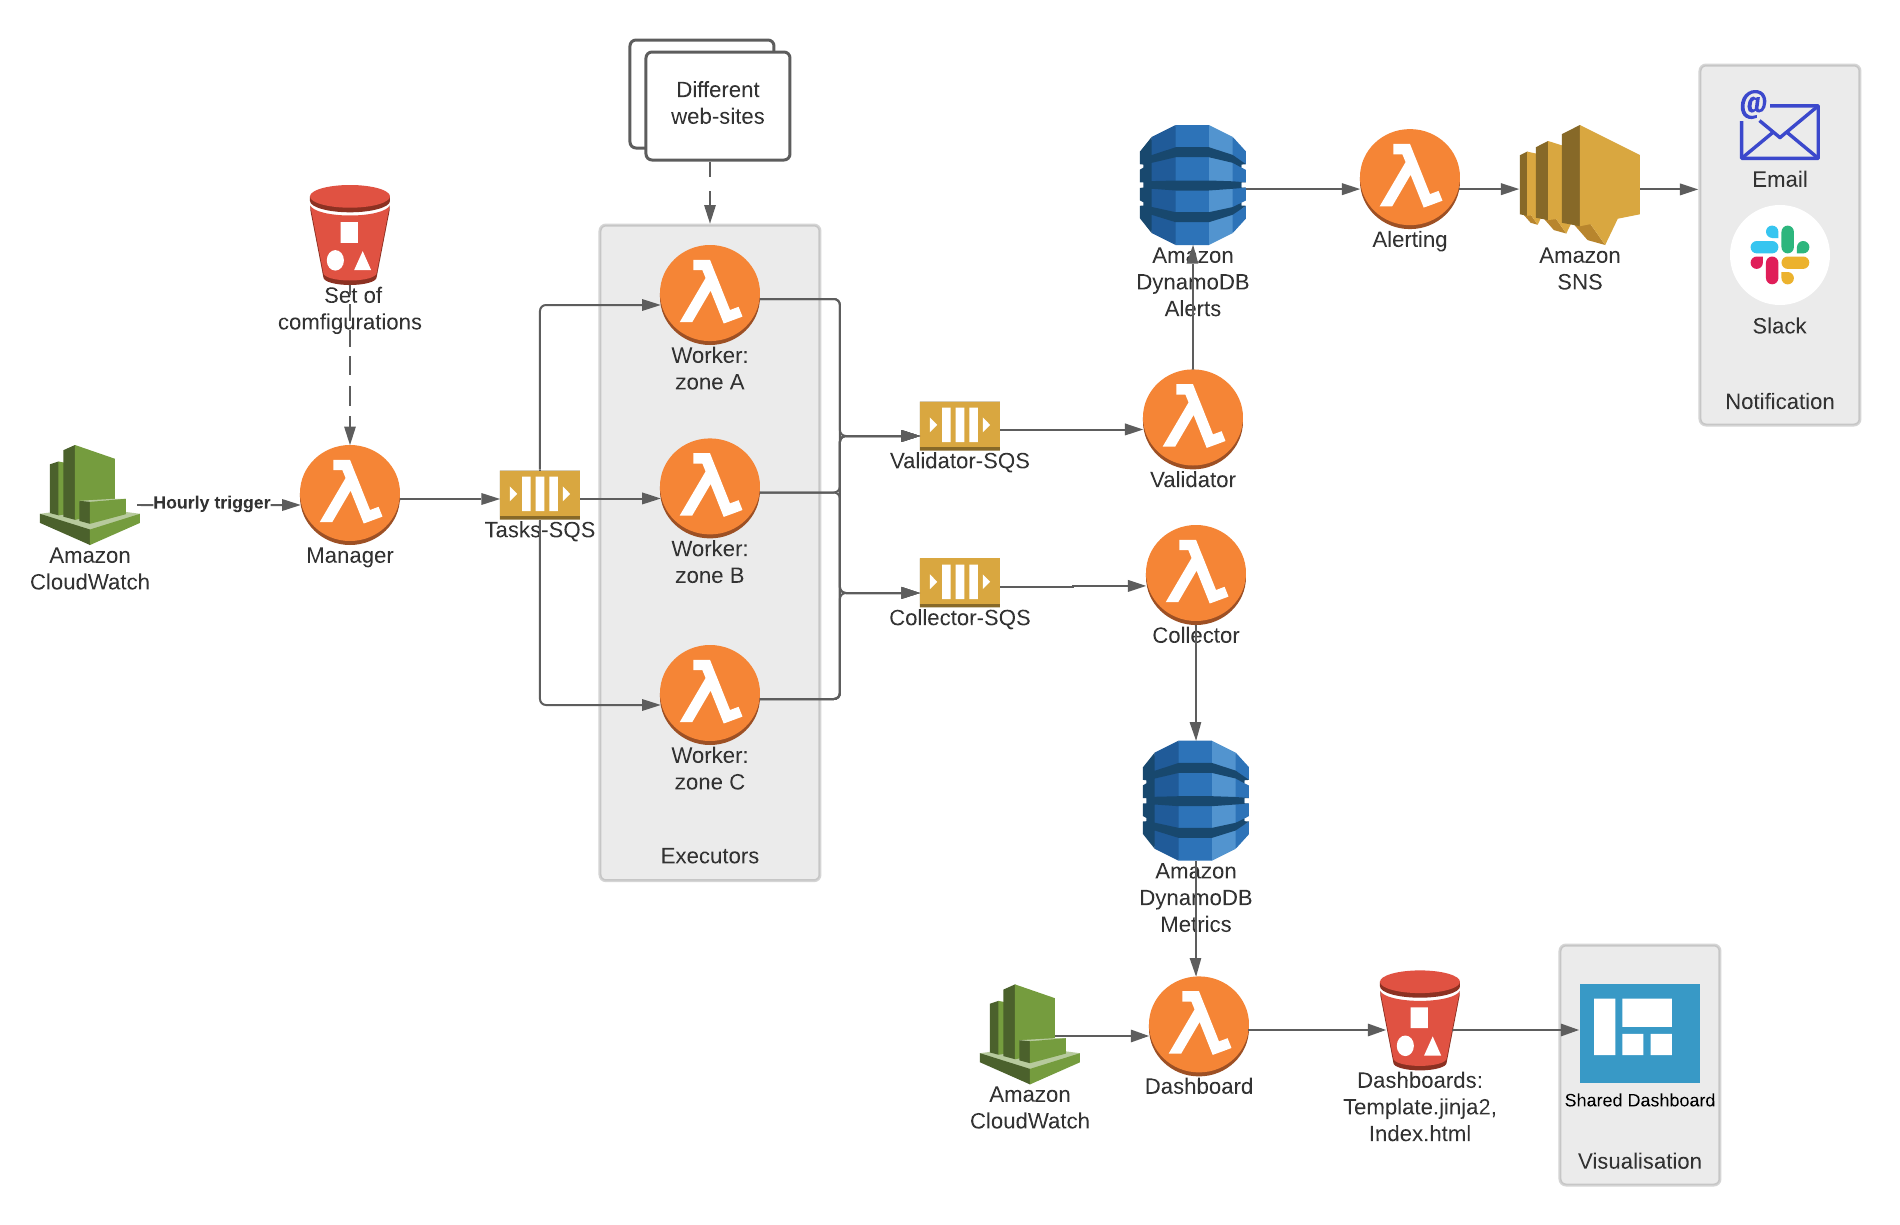 Different
web-sites
Set of
comfigurations
Hourly trigger
Amazon
CloudWatch
Manager
Tasks-SQS
Worker:
zone A
Worker:
zone B
Worker:
zone C
Executors
Validator-SQS
Collector-SQS
Amazon
DynamoDB
Alerts
Validator
Collector
Alerting
Amazon
SNS
@
Email
Slack
Notification
Amazon
DynamoDB
Metrics
Amazon
CloudWatch
Dashboard
Dashboards:
Template.jinja2,
Index.html
Shared Dashboard
Visualisation